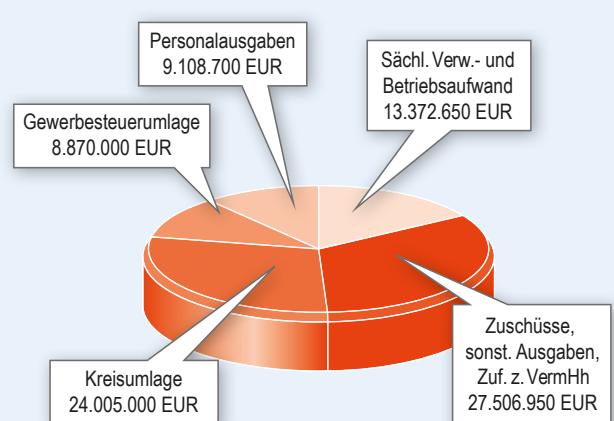 Personalausgaben
9.108.700 EUR
Sächl. Verw.- und
Betriebsaufwand
13.372.650 EUR
Gewerbesteuerumlage
8.870.000 EUR
Kreisumlage
24.005.000 EUR
Zuschüsse,
sonst. Ausgaben,
Zuf. z. VermHh
27.506.950 EUR